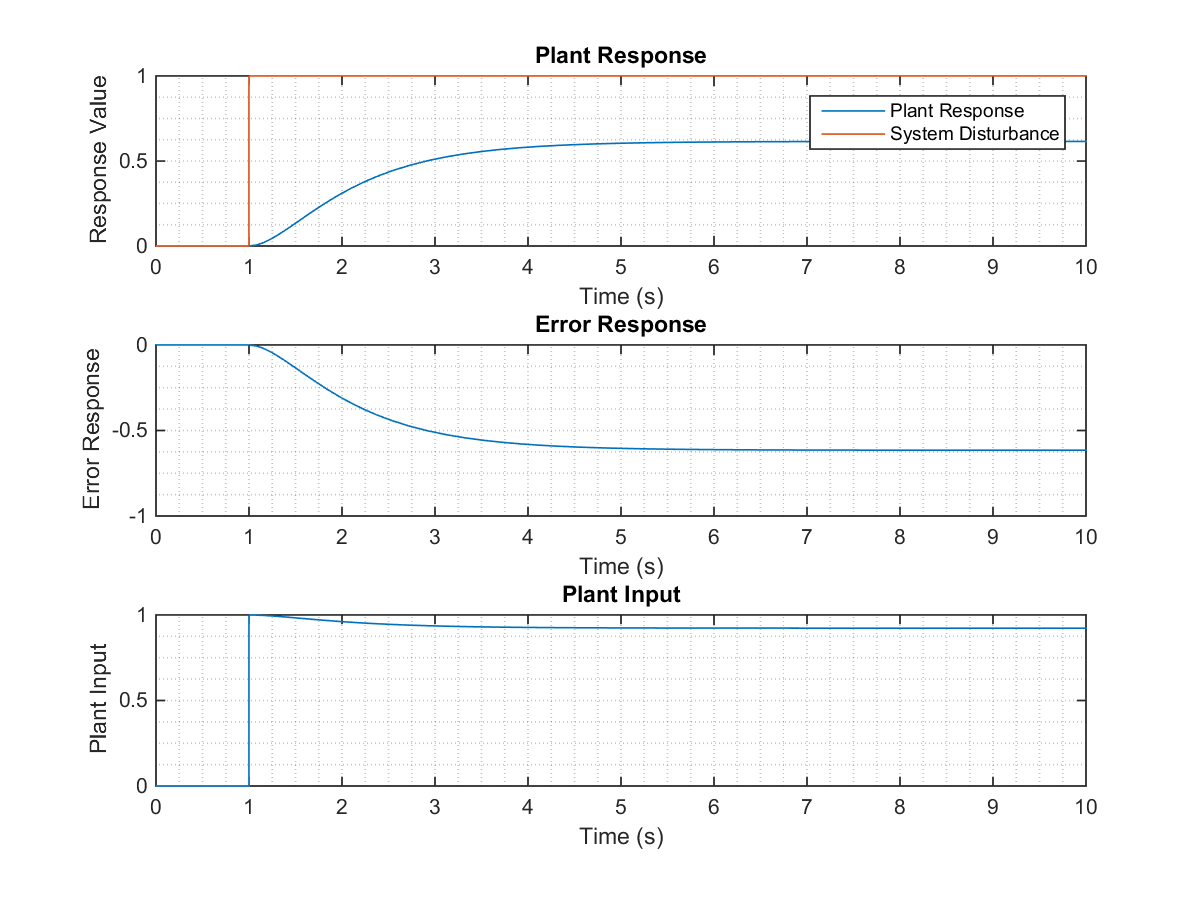 Plant Response
Response Value
1
0.5
0
Plant Response
System Disturbance
0 1 2 3 4 5 6 7 8 9 10
Time (s)
Error Response
Error Response
0
-0.5
-1
0 1 2 3 4 5 6 7 8 9 10
Time (s)
Plant Input
Plant Input
1
0.5
0
0 1 2 3 4 5 6 7 8 9 10
Time (s)